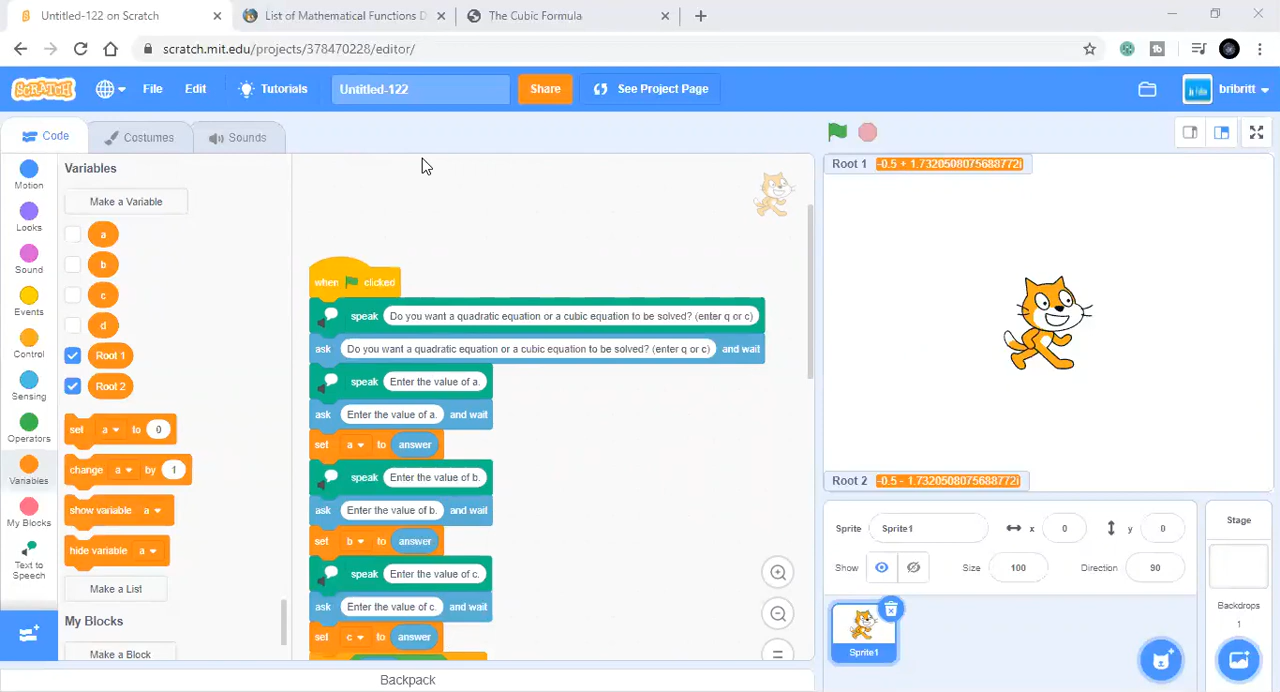 Untitled-122 on Scratch
List of Mathematical Functions D
The Cubic Formula
scratch.mit.edu/projects/378470228/editor/
SCRATCH
File
Edit
Tutorials
Untitled-122
Share
See Project Page
bribritt
Code
Costumes
Sounds
Motion
Looks
Sound
Events
Control
Sensing
Operators
Variables
My Blocks
Text to Speech
Variables
Make a Variable
a
b
c
d
Root 1
Root 2
set a to 0
change a by 1
show variable a
hide variable a
Make a List
My Blocks
Make a Block
when clicked
speak Do you want a quadratic equation or a cubic equation to be solved? (enter q or c)
ask Do you want a quadratic equation or a cubic equation to be solved? (enter q or c) and wait
speak Enter the value of a.
ask Enter the value of a. and wait
set a to answer
speak Enter the value of b.
ask Enter the value of b. and wait
set b to answer
speak Enter the value of c.
ask Enter the value of c. and wait
set c to answer
Root 1 -0.5 + 1.7320508075688772i
Root 2 -0.5 - 1.7320508075688772i
Sprite Sprite1 x 0 y 0
Show Size 100 Direction 90
Sprite1
Stage
Backdrops
1
Backpack